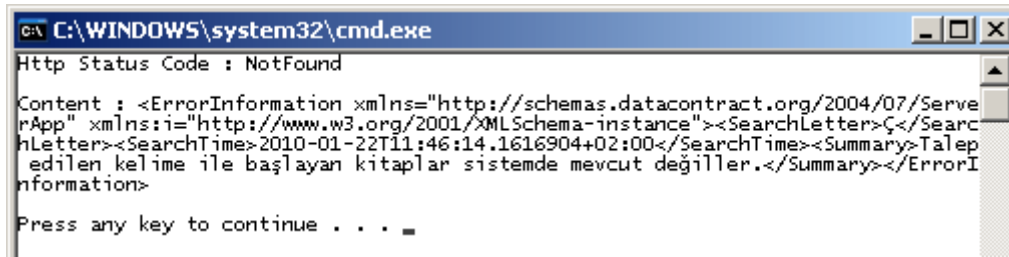 C:\WINDOWS\system32\cmd.exe
Http Status Code : NotFound
Content : <ErrorInformation xmlns="http://schemas.datacontract.org/2004/07/Serve
rApp" xmlns:i="http://www.w3.org/2001/XMLSchema-instance"><SearchLetter>Ç</Searc
hLetter><SearchTime>2010-01-22T11:46:14.1616904+02:00</SearchTime><Summary>Talep
 edilen kelime ile başlayan kitaplar sistemde mevcut değiller.</Summary></ErrorI
nformation>
Press any key to continue . . . _